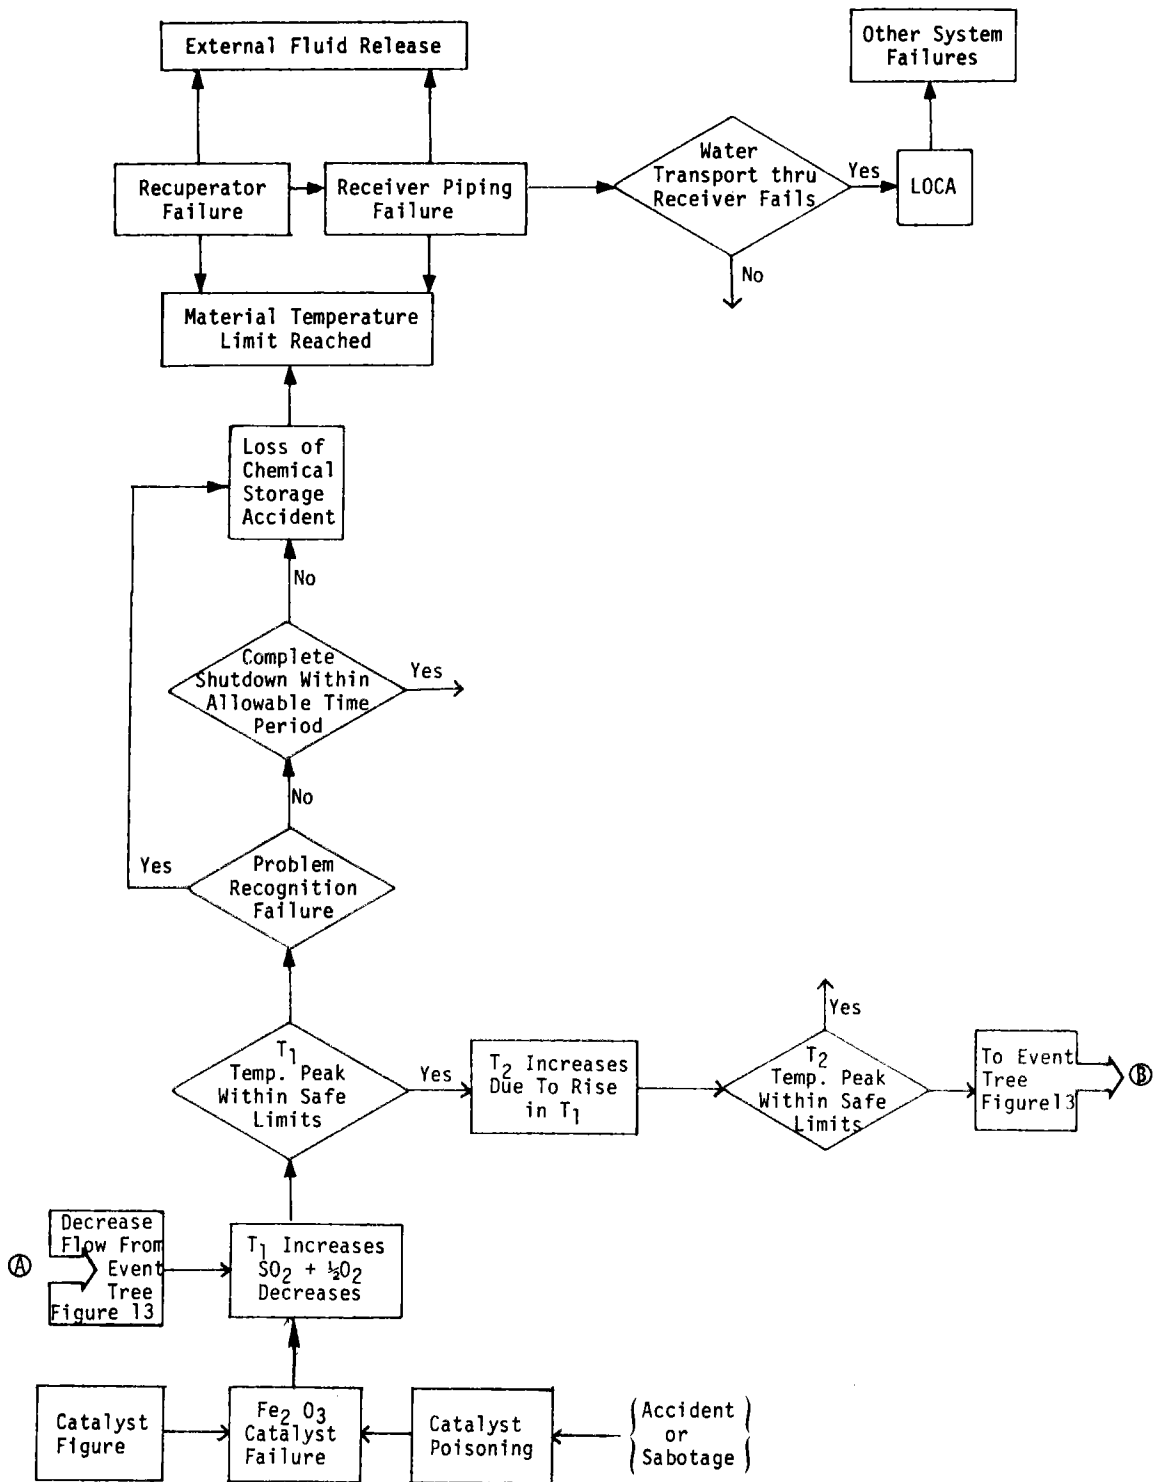 External Fluid Release
Other System
Failures
Recuperator
Failure
Receiver Piping
Failure
Water
Transport thru
Receiver Fails
Yes
LOCA
No
Material Temperature
Limit Reached
Loss of
Chemical
Storage
Accident
No
Complete
Shutdown Within
Allowable Time
Period
Yes
No
Problem
Recognition
Failure
Yes
T1
Temp. Peak
Within Safe
Limits
Yes
T2 Increases
Due To Rise
in T1
Yes
T2
Temp. Peak
Within Safe
Limits
To Event
Tree
Figure13
B
A
Decrease
Flow From
Event
Tree
Figure 13
T1 Increases
SO2 + ½O2
Decreases
Catalyst
Figure
Fe2 O3
Catalyst
Failure
Catalyst
Poisoning
{Accident}
or
{Sabotage}